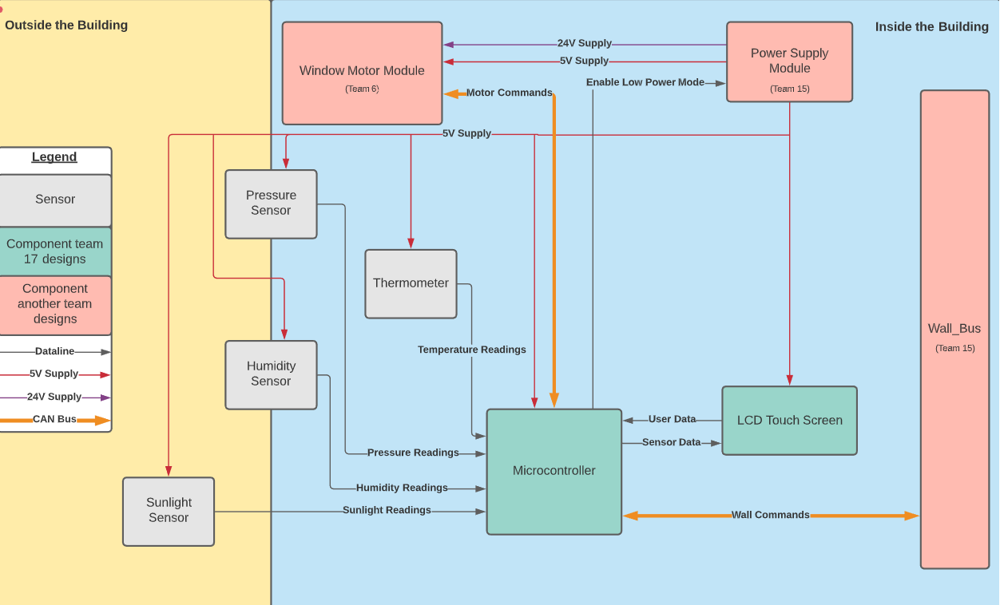 Outside the Building
Inside the Building
Window Motor Module
(Team 6)
24V Supply
5V Supply
Enable Low Power Mode
Motor Commands
Power Supply
Module
(Team 15)
5V Supply
Legend
Sensor
Component team
17 designs
Component
another team
designs
Dataline
5V Supply
24V Supply
CAN Bus
Pressure
Sensor
Thermometer
Temperature Readings
Humidity
Sensor
Wall_Bus
(Team 15)
Pressure Readings
Humidity Readings
Sunlight Readings
Sunlight
Sensor
Microcontroller
User Data
Sensor Data
LCD Touch Screen
Wall Commands